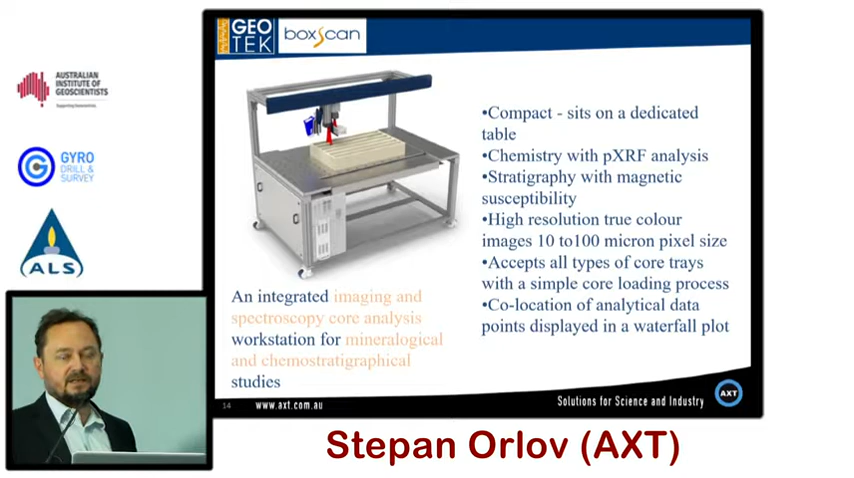 GEO
TEK
boxscan
AUSTRALIAN
INSTITUTE OF
GEOSCIENTISTS
Supporting Geoscientists
GYRO
DRILL &
SURVEY
ALS
•Compact - sits on a dedicated
table
•Chemistry with pXRF analysis
•Stratigraphy with magnetic
susceptibility
•High resolution true colour
images 10 to100 micron pixel size
•Accepts all types of core trays
with a simple core loading process
•Co-location of analytical data
points displayed in a waterfall plot
An integrated imaging and
spectroscopy core analysis
workstation for mineralogical
and chemostratigraphical
studies
14
www.axt.com.au
Solutions for Science and Industry
AXT
Stepan Orlov (AXT)